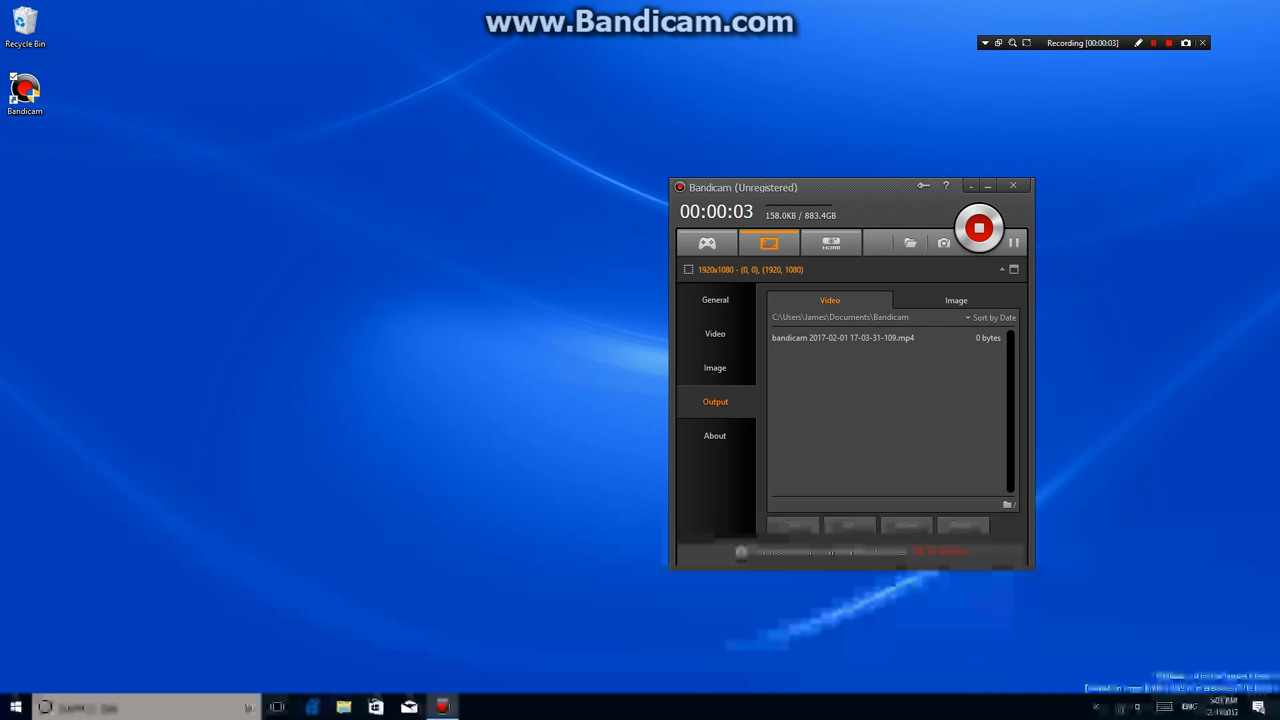 www.Bandicam.com
Recycle Bin
Bandicam
Recording [00:00:03]
Bandicam (Unregistered)
?
00:00:03
158.0KB / 883.4GB
HDMI
1920x1080 - (0, 0), (1920, 1080)
General
Video
Image
Output
About
Video
Image
C:\Users\James\Documents\Bandicam
Sort by Date
bandicam 2017-02-01 17-03-31-109.mp4
0 bytes